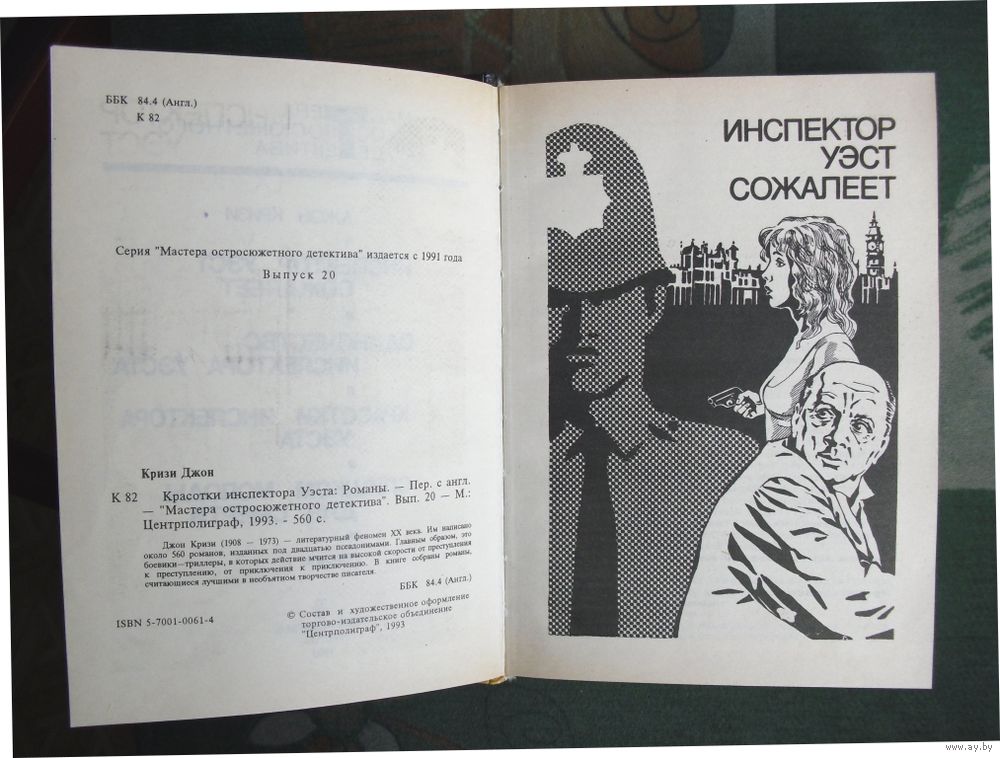 ББК 84.4 (Англ.)
К 82
Серия "Мастера остросюжетного детектива" издается с 1991 года
Выпуск 20
Кризи Джон
К 82 Красотки инспектора Уэста: Романы. — Пер. с англ.
— "Мастера остросюжетного детектива". Вып. 20 — М.:
Центрполиграф, 1993. - 560 с.
Джон Кризи (1908 — 1973) — литературный феномен XX века. Им написано
около 560 романов, изданных под двадцатью псевдонимами. Главным образом, это
боевики—триллеры, в которых действие мчится на высокой скорости от преступления
к преступлению, от приключения к приключению. В книге собраны романы,
считающиеся лучшими в необъятном творчестве писателя.
ББК 84.4 (Англ.)
ISBN 5-7001-0061-4
© Состав и художественное оформление
торгово-издательское объединение
"Центрполиграф", 1993
ИНСПЕКТОР
УЭСТ
СОЖАЛЕЕТ
www.ay.by